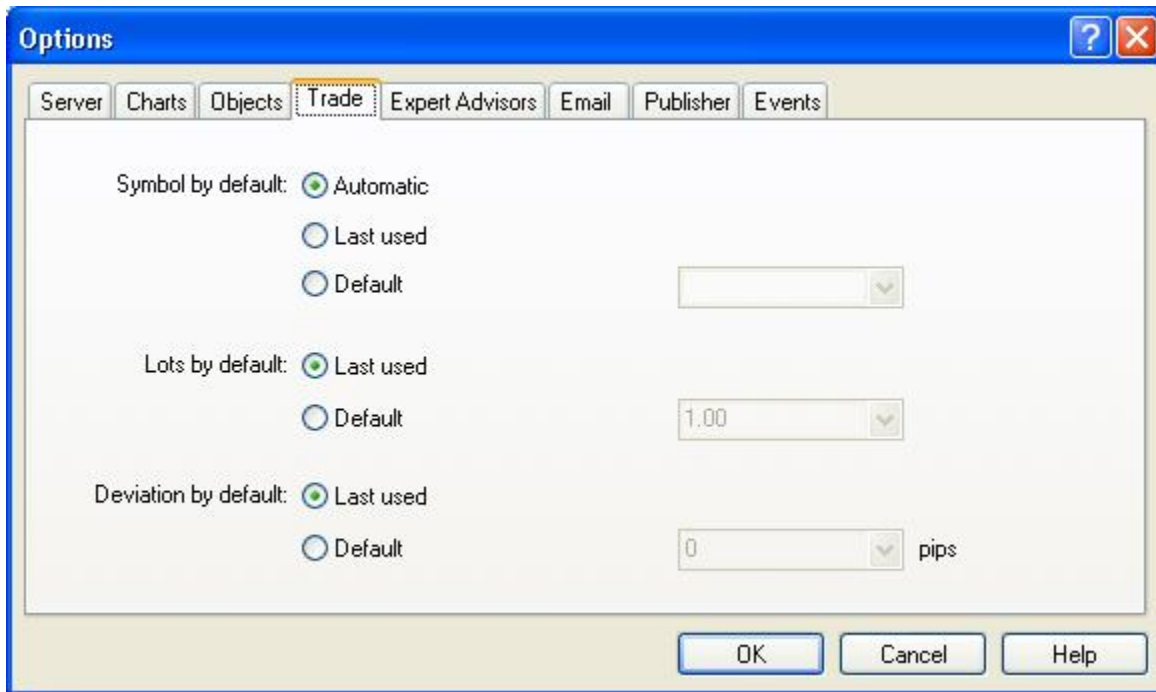 Options
Server Charts Objects Trade Expert Advisors Email Publisher Events
Symbol by default: Automatic
Last used
Default
Lots by default: Last used
Default 1.00
Deviation by default: Last used
Default 0 pips
OK Cancel Help